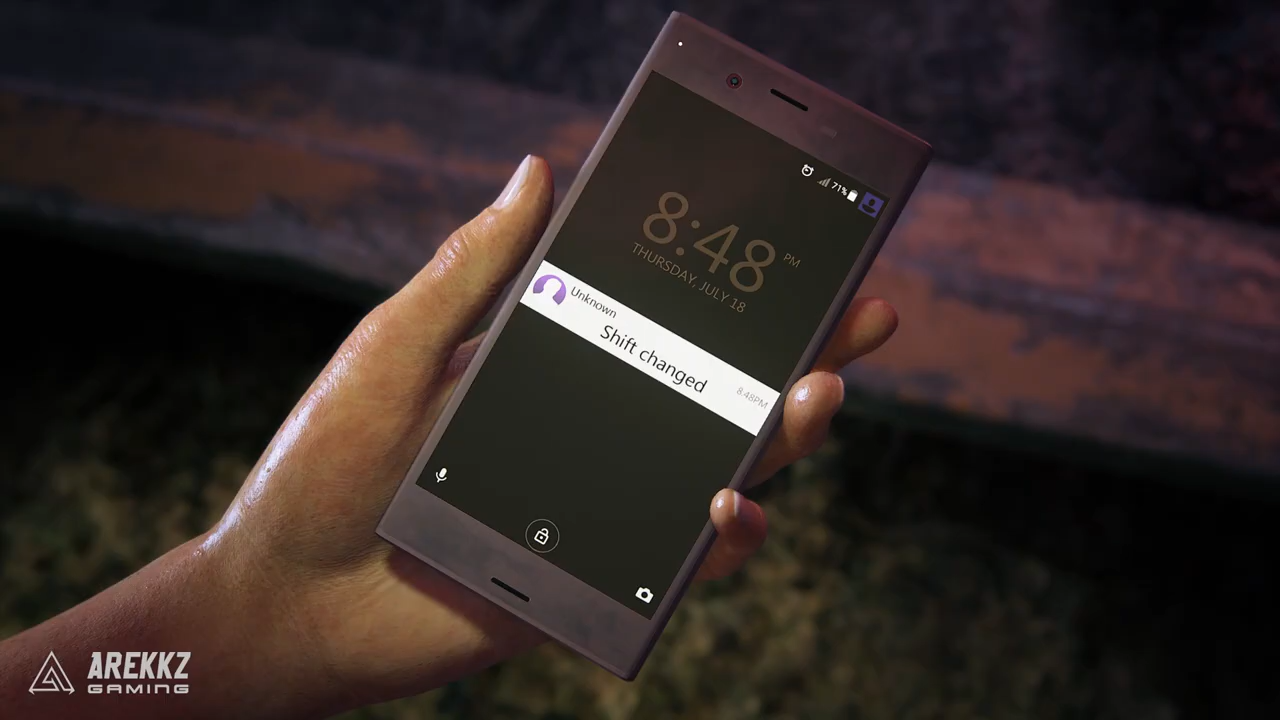 71%
8:48 PM
THURSDAY, JULY 18
Unknown
Shift changed
8.48PM
AREKKZ
GAMING